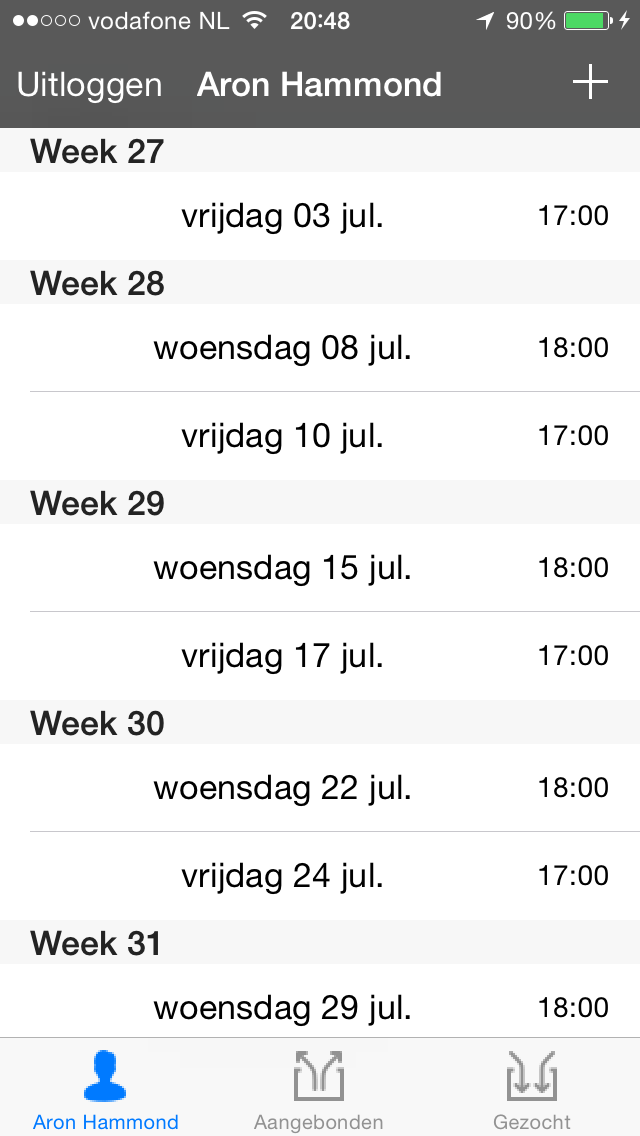 vodafone NL 20:48 90%
Uitloggen Aron Hammond +
Week 27
vrijdag 03 jul. 17:00
Week 28
woensdag 08 jul. 18:00
vrijdag 10 jul. 17:00
Week 29
woensdag 15 jul. 18:00
vrijdag 17 jul. 17:00
Week 30
woensdag 22 jul. 18:00
vrijdag 24 jul. 17:00
Week 31
woensdag 29 jul. 18:00
Aron Hammond Aangebonden Gezocht